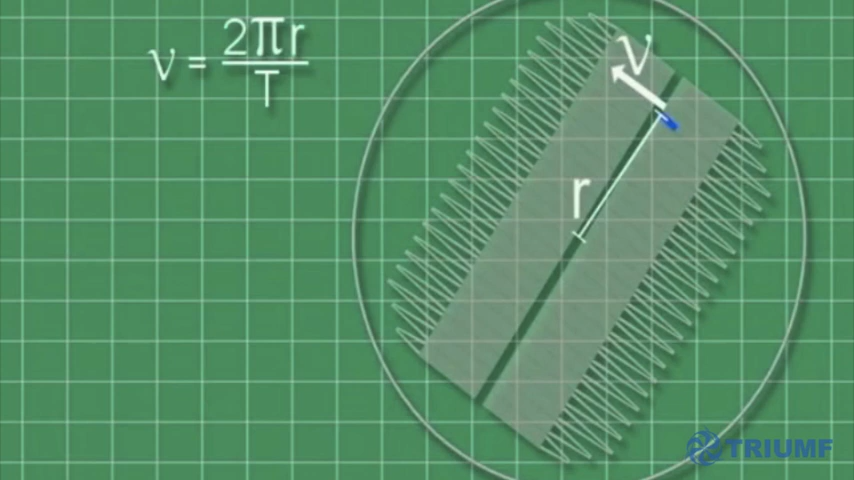 v = 2πr/T
v
r
TRIUMF